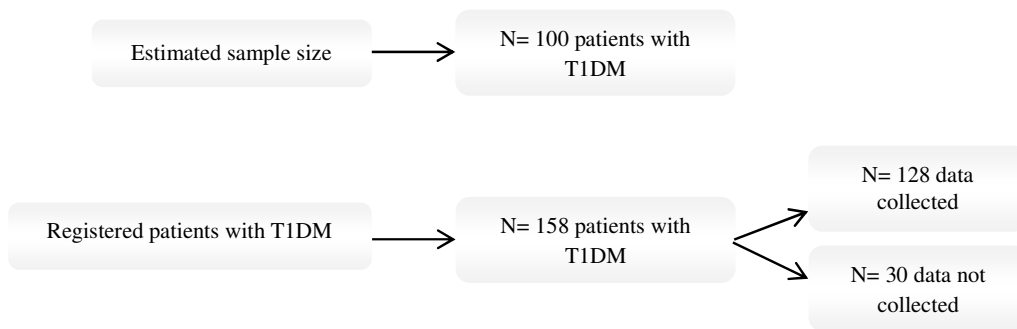 Estimated sample size
N= 100 patients with
T1DM
Registered patients with T1DM
N= 158 patients with
T1DM
N= 128 data
collected
N= 30 data not
collected